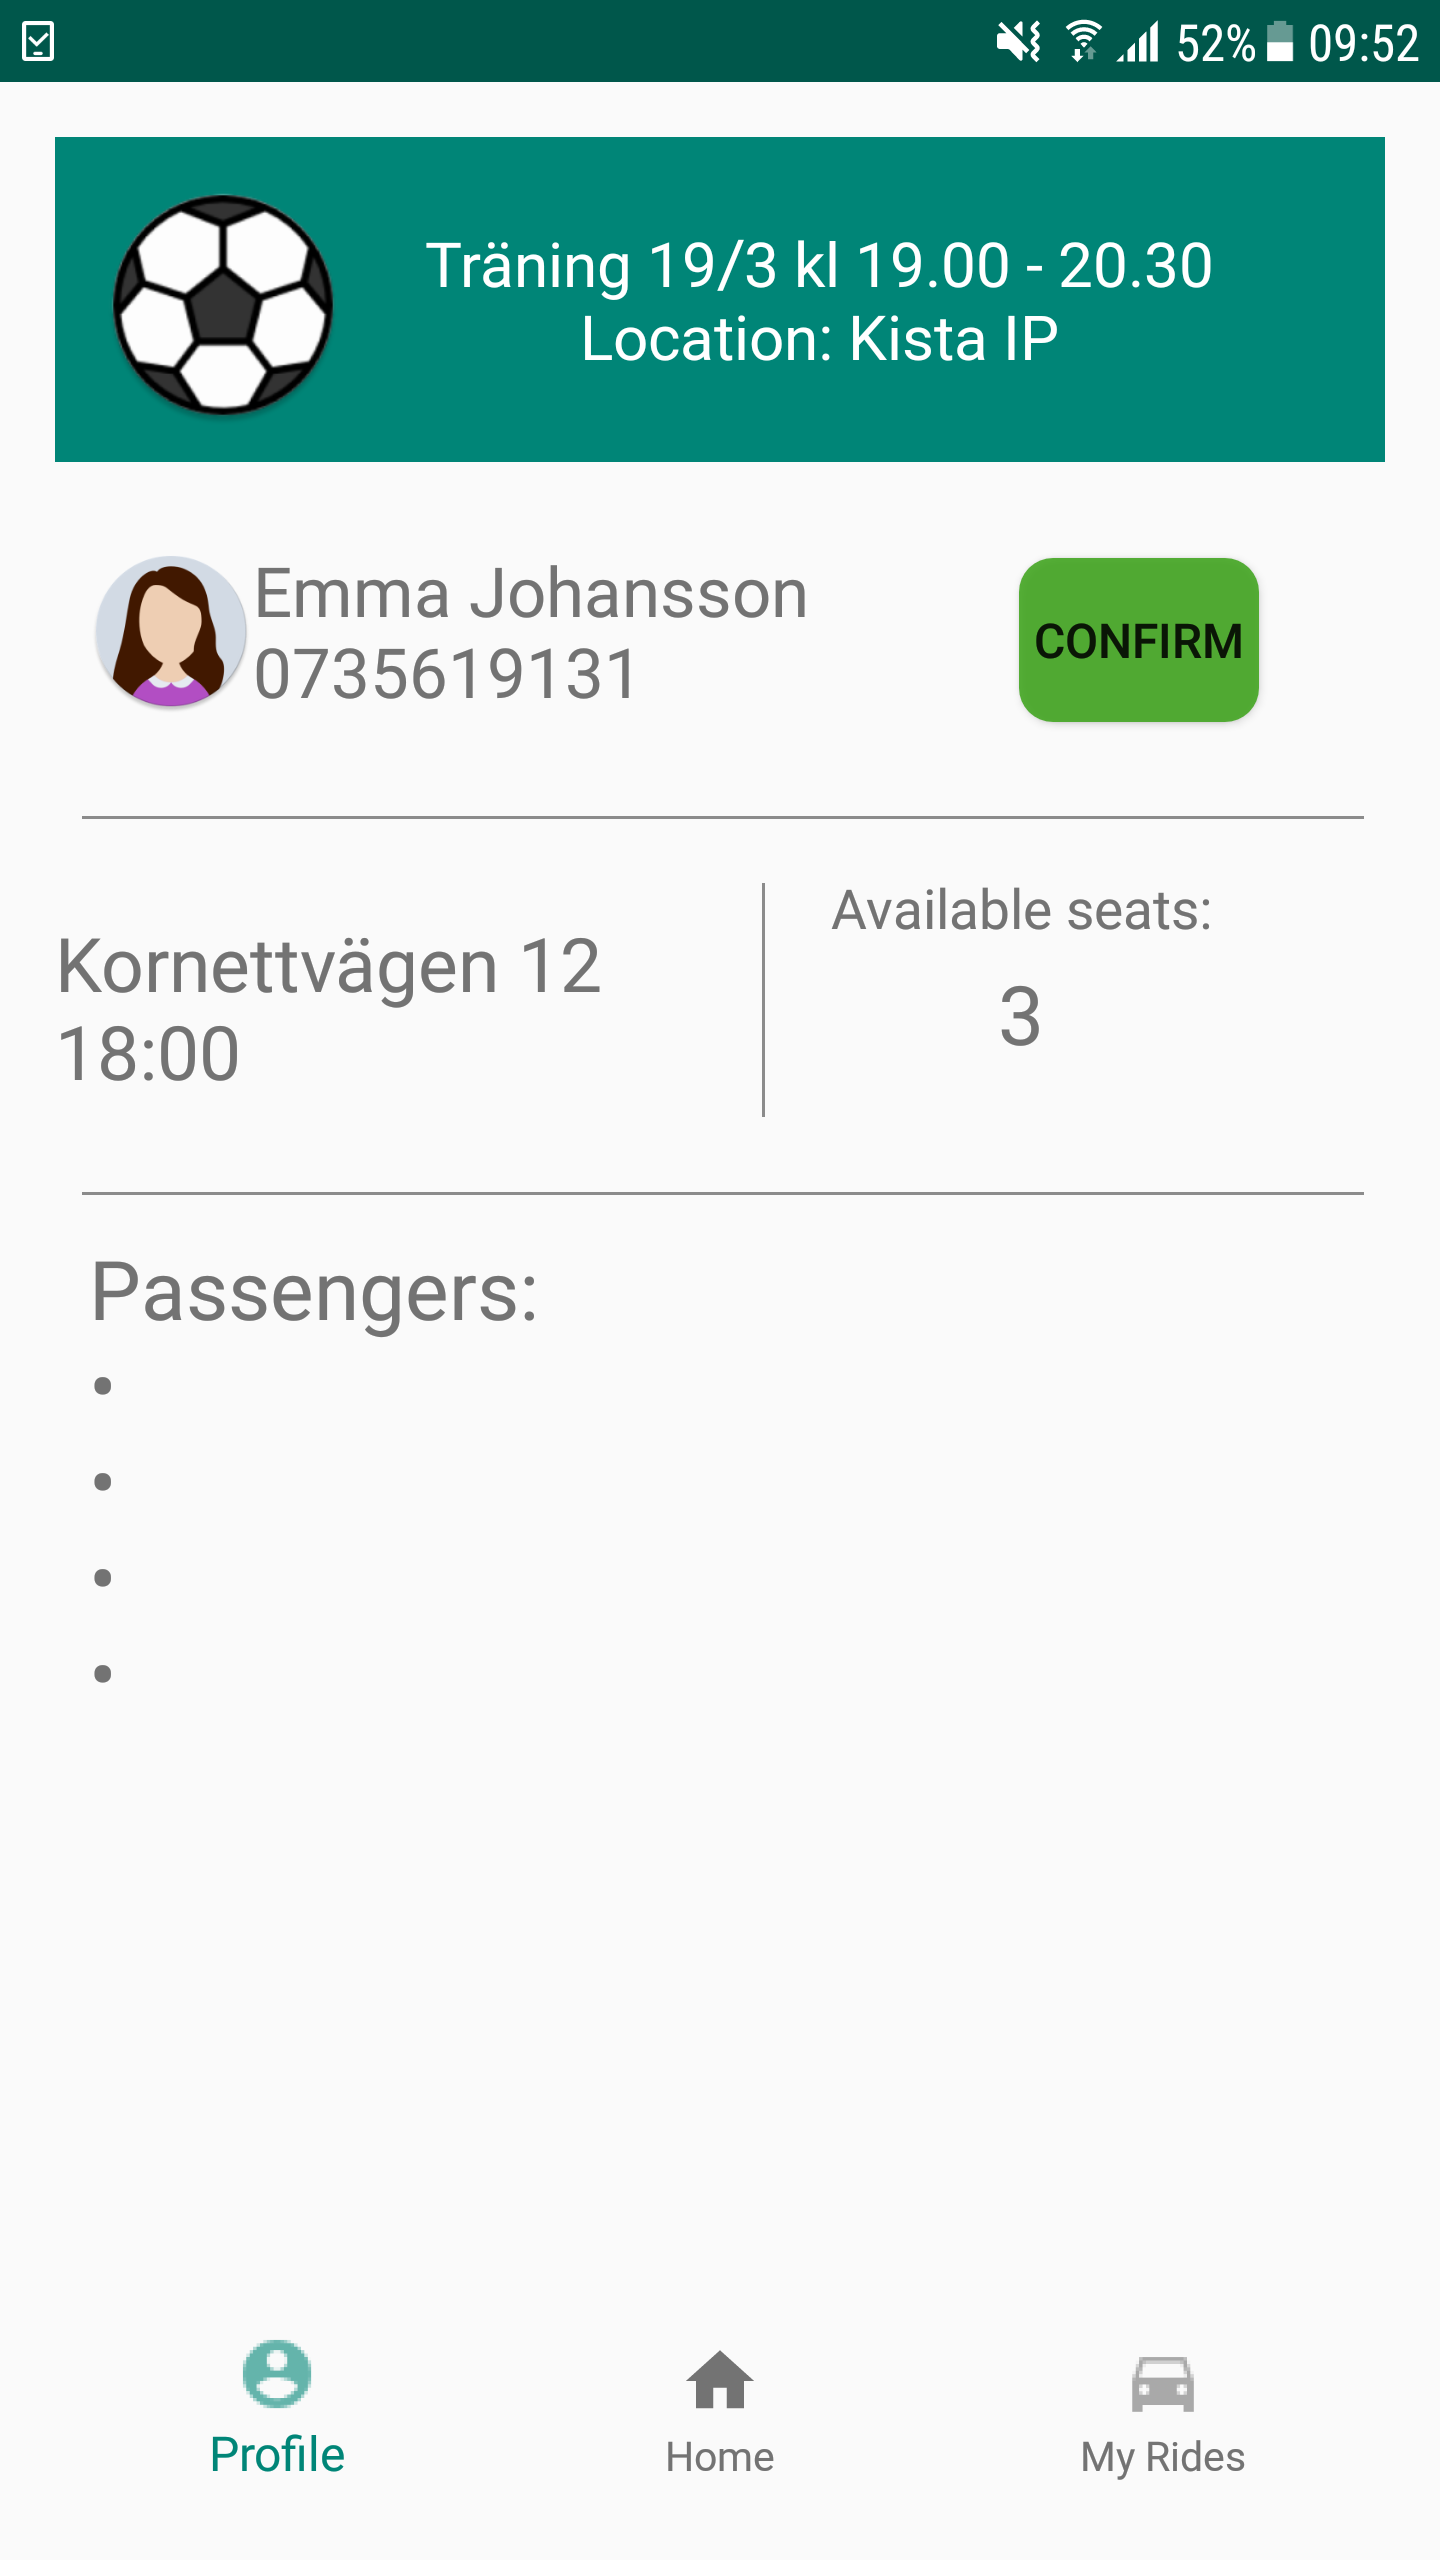 52% 09:52
Träning 19/3 kl 19.00 - 20.30
Location: Kista IP
Emma Johansson
0735619131
CONFIRM
Kornettvägen 12
18:00
Available seats:
3
Passengers:
•
•
•
•
Profile
Home
My Rides